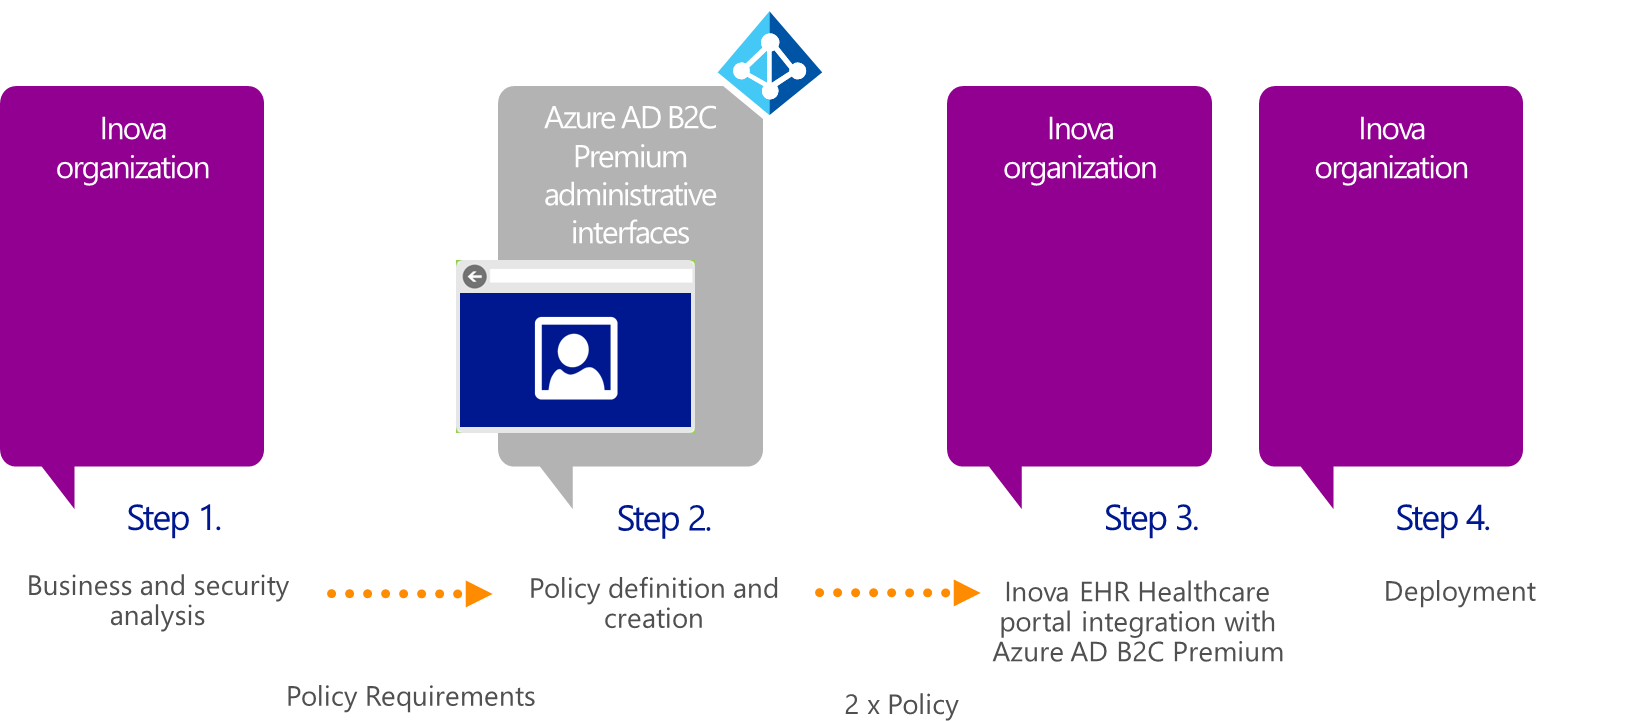 Inova
organization
Azure AD B2C
Premium
administrative
interfaces
Inova
organization
Inova
organization
Step 1.
Step 2.
Step 3.
Step 4.
Business and security
analysis
Policy definition and
creation
Inova EHR Healthcare
portal integration with
Azure AD B2C Premium
Deployment
Policy Requirements
2 x Policy